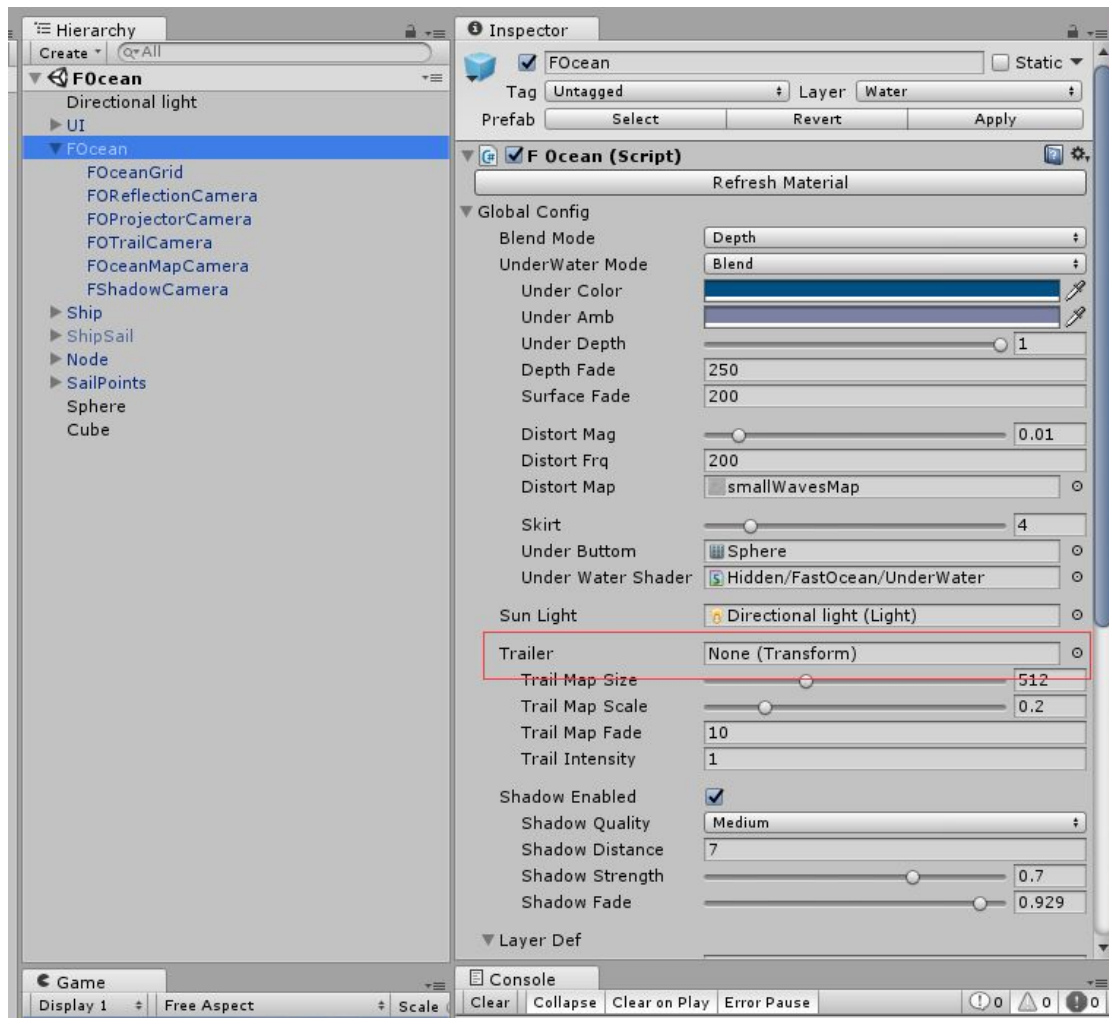 Hierarchy
Create
All
FOcean
Directional light
UI
FOcean
FOceanGrid
FOReflectionCamera
FOProjectorCamera
FOTrailCamera
FOceanMapCamera
FShadowCamera
Ship
ShipSail
Node
SailPoints
Sphere
Cube
Game
Display 1 Free Aspect Scale
Inspector
FOcean Static
Tag Untagged Layer Water
Prefab Select Revert Apply
F Ocean (Script)
Refresh Material
Global Config
Blend Mode Depth
UnderWater Mode Blend
Under Color
Under Amb
Under Depth 1
Depth Fade 250
Surface Fade 200
Distort Mag 0.01
Distort Frq 200
Distort Map smallWavesMap
Skirt 4
Under Buttom Sphere
Under Water Shader Hidden/FastOcean/UnderWater
Sun Light Directional light (Light)
Trailer None (Transform)
Trail Map Size 512
Trail Map Scale 0.2
Trail Map Fade 10
Trail Intensity 1
Shadow Enabled
Shadow Quality Medium
Shadow Distance 7
Shadow Strength 0.7
Shadow Fade 0.929
Layer Def
Console
Clear Collapse Clear on Play Error Pause 0 0 0